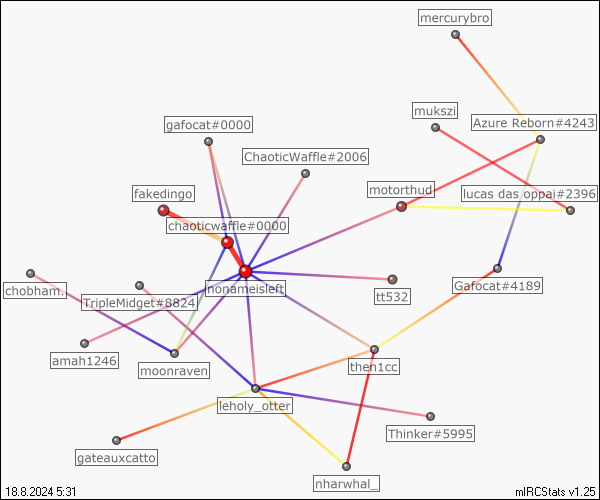 mercurybro
mukszi
Azure Reborn#4243
gafocat#0000
ChaoticWaffle#2006
fakedingo
motorthud
lucas das oppai#2396
chaoticwaffle#0000
nonameisleft
Gafocat#4189
chobham.
TripleMidget#8824
tt532
amah1246
moonraven
then1cc
leholy_otter
Thinker#5995
gateauxcatto
nharwhal_
18.8.2024 5:31
mIRCStats v1.25